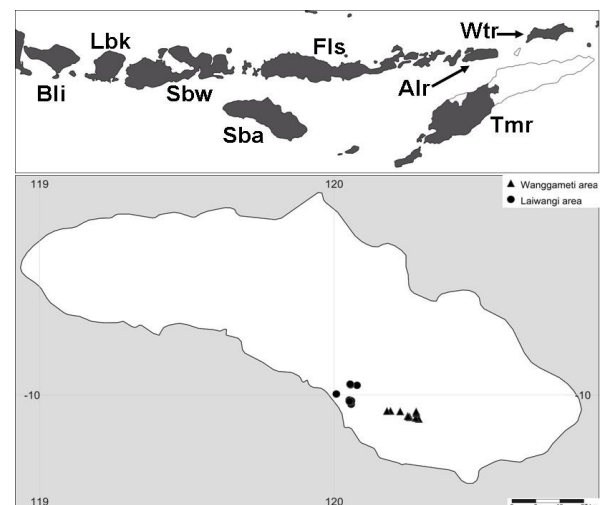 Wtr
Lbk
Fls
Bli
Sbw
Alr
Sba
Tmr
119
120
▲ Wanggameti area
● Laiwangi area
-10
-10
119
120